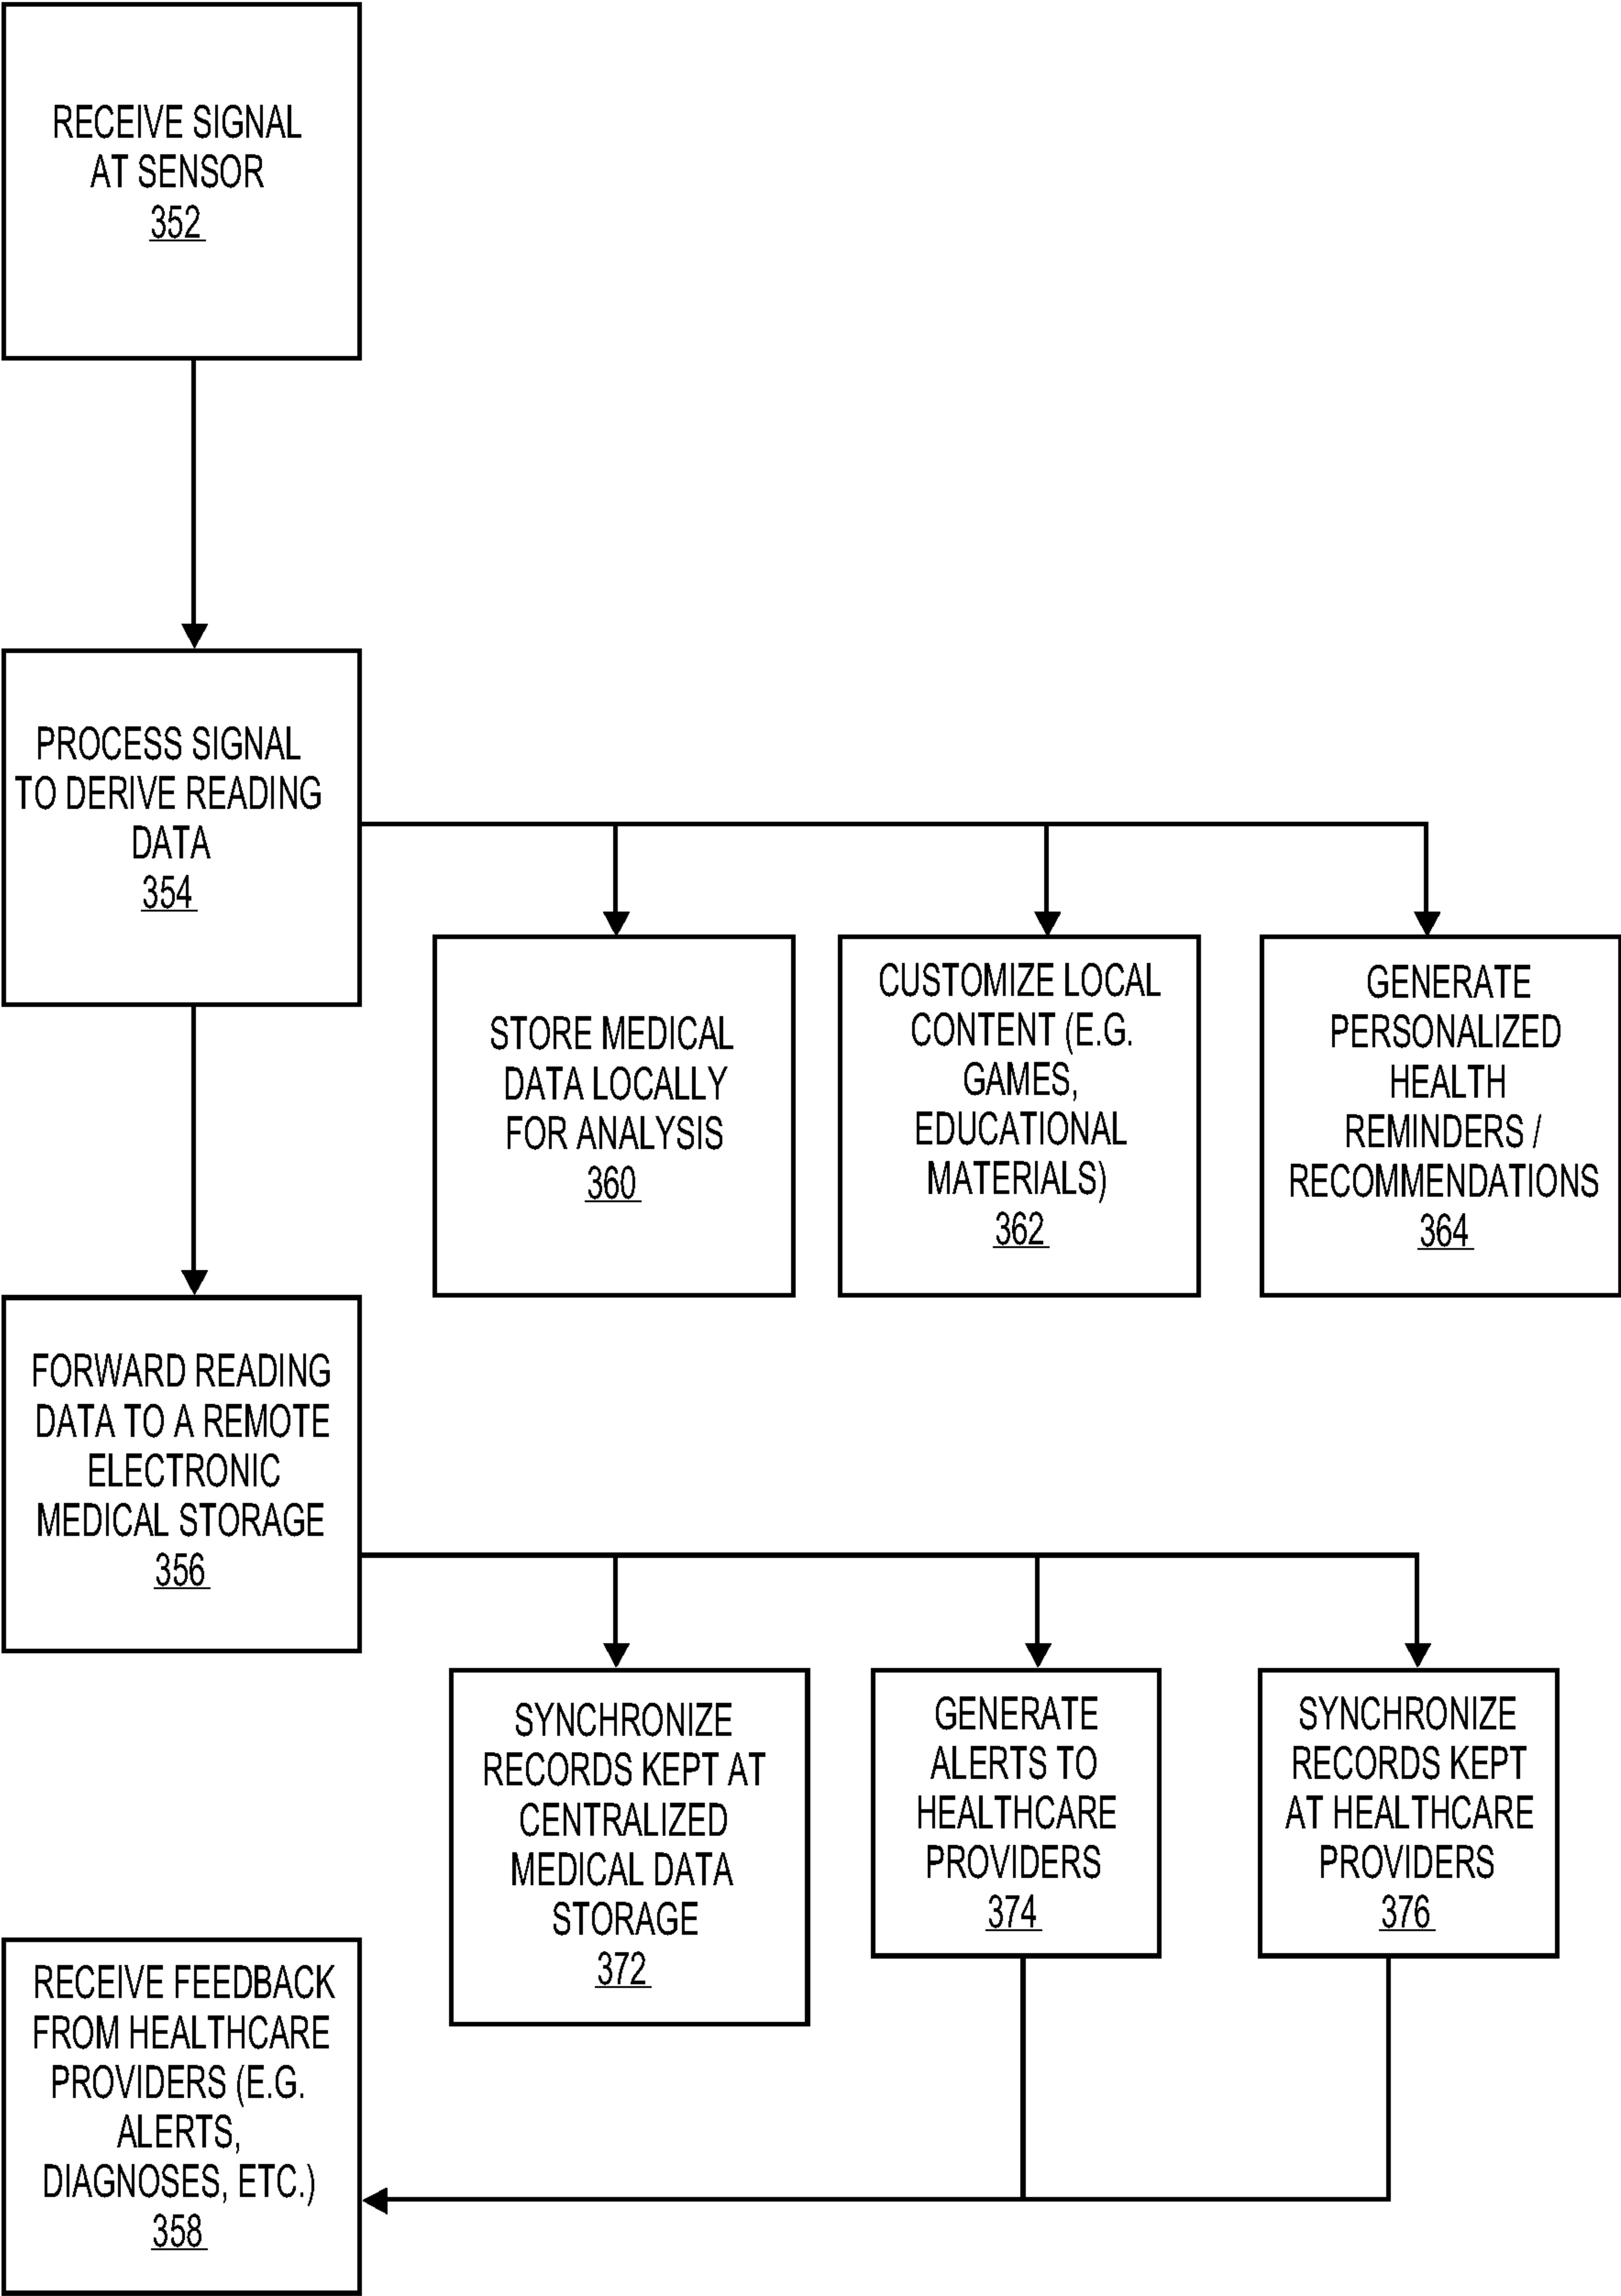 RECEIVE SIGNAL
AT SENSOR
352
PROCESS SIGNAL
TO DERIVE READING
DATA
354
STORE MEDICAL
DATA LOCALLY
FOR ANALYSIS
360
CUSTOMIZE LOCAL
CONTENT (E.G.
GAMES,
EDUCATIONAL
MATERIALS)
362
GENERATE
PERSONALIZED
HEALTH
REMINDERS /
RECOMMENDATIONS
364
FORWARD READING
DATA TO A REMOTE
ELECTRONIC
MEDICAL STORAGE
356
SYNCHRONIZE
RECORDS KEPT AT
CENTRALIZED
MEDICAL DATA
STORAGE
372
GENERATE
ALERTS TO
HEALTHCARE
PROVIDERS
374
SYNCHRONIZE
RECORDS KEPT
AT HEALTHCARE
PROVIDERS
376
RECEIVE FEEDBACK
FROM HEALTHCARE
PROVIDERS (E.G.
ALERTS,
DIAGNOSES, ETC.)
358